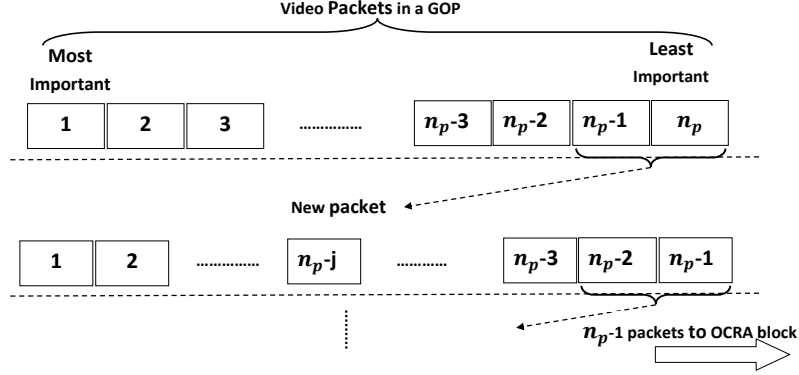 Video Packets in a GOP
Most
Important
Least
Important
1 2 3 ............... n_p-3 n_p-2 n_p-1 n_p
New packet
1 2 .............. n_p-j ............ n_p-3 n_p-2 n_p-1
n_p-1 packets to OCRA block